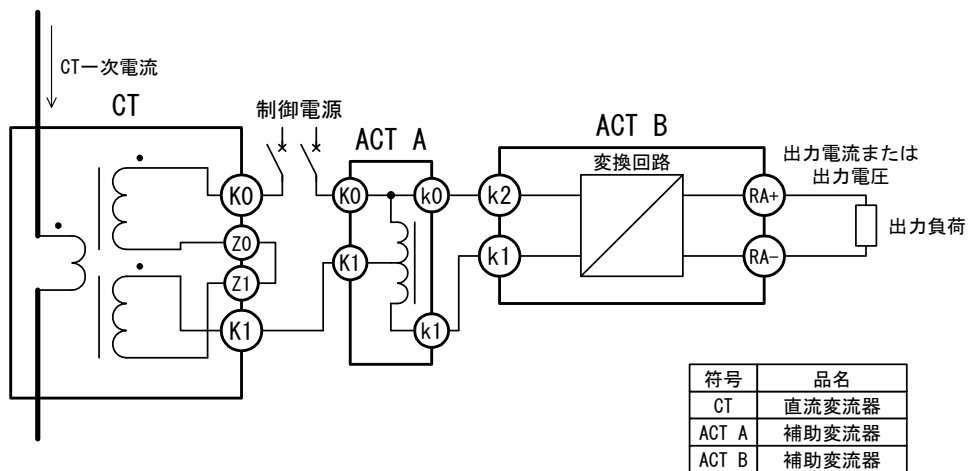 CT一次電流
CT
制御電源
ACT A
ACT B
変換回路
出力電流または
出力電圧
K0
K0
k0
k2
RA+
出力負荷
Z0
K1
k1
RA-
Z1
K1
k1
符号 品名
CT 直流変流器
ACT A 補助変流器
ACT B 補助変流器